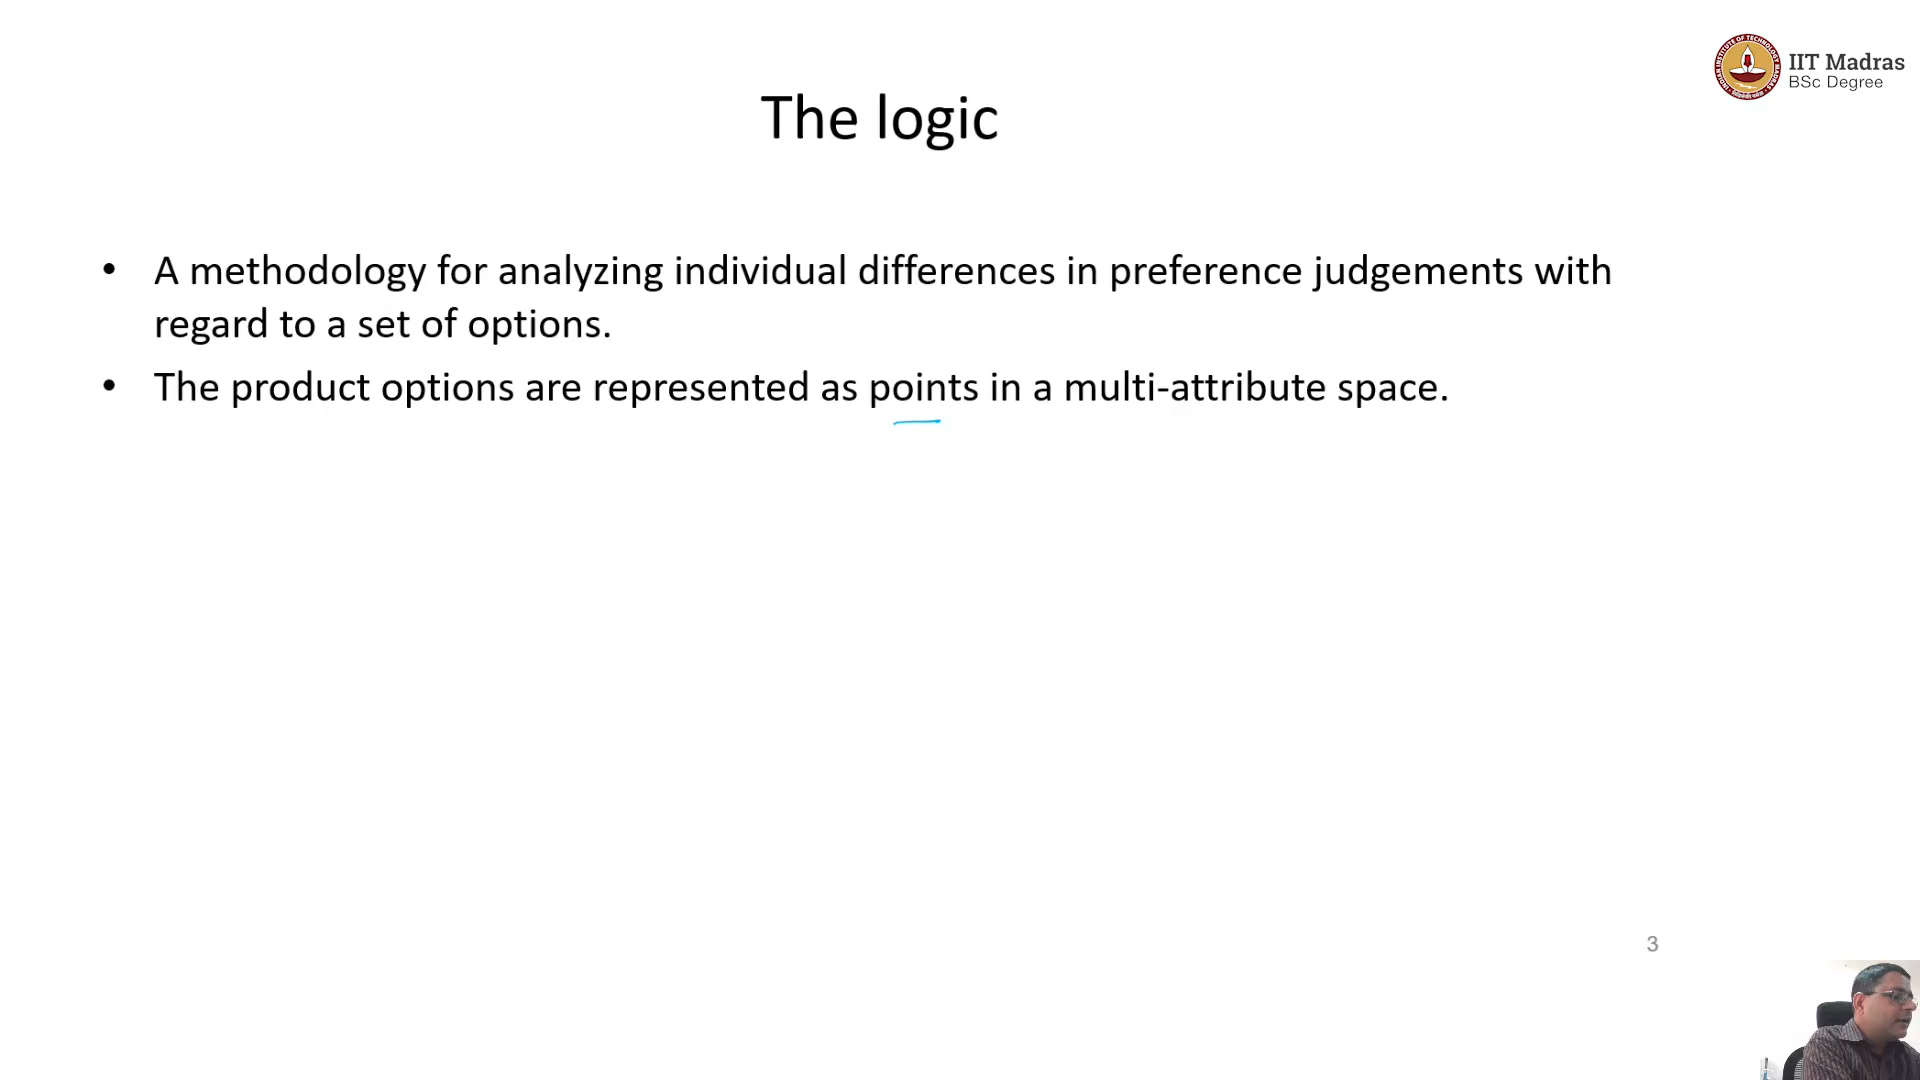 IIT Madras
BSc Degree
The logic
• A methodology for analyzing individual differences in preference judgements with
regard to a set of options.
• The product options are represented as points in a multi-attribute space.
3